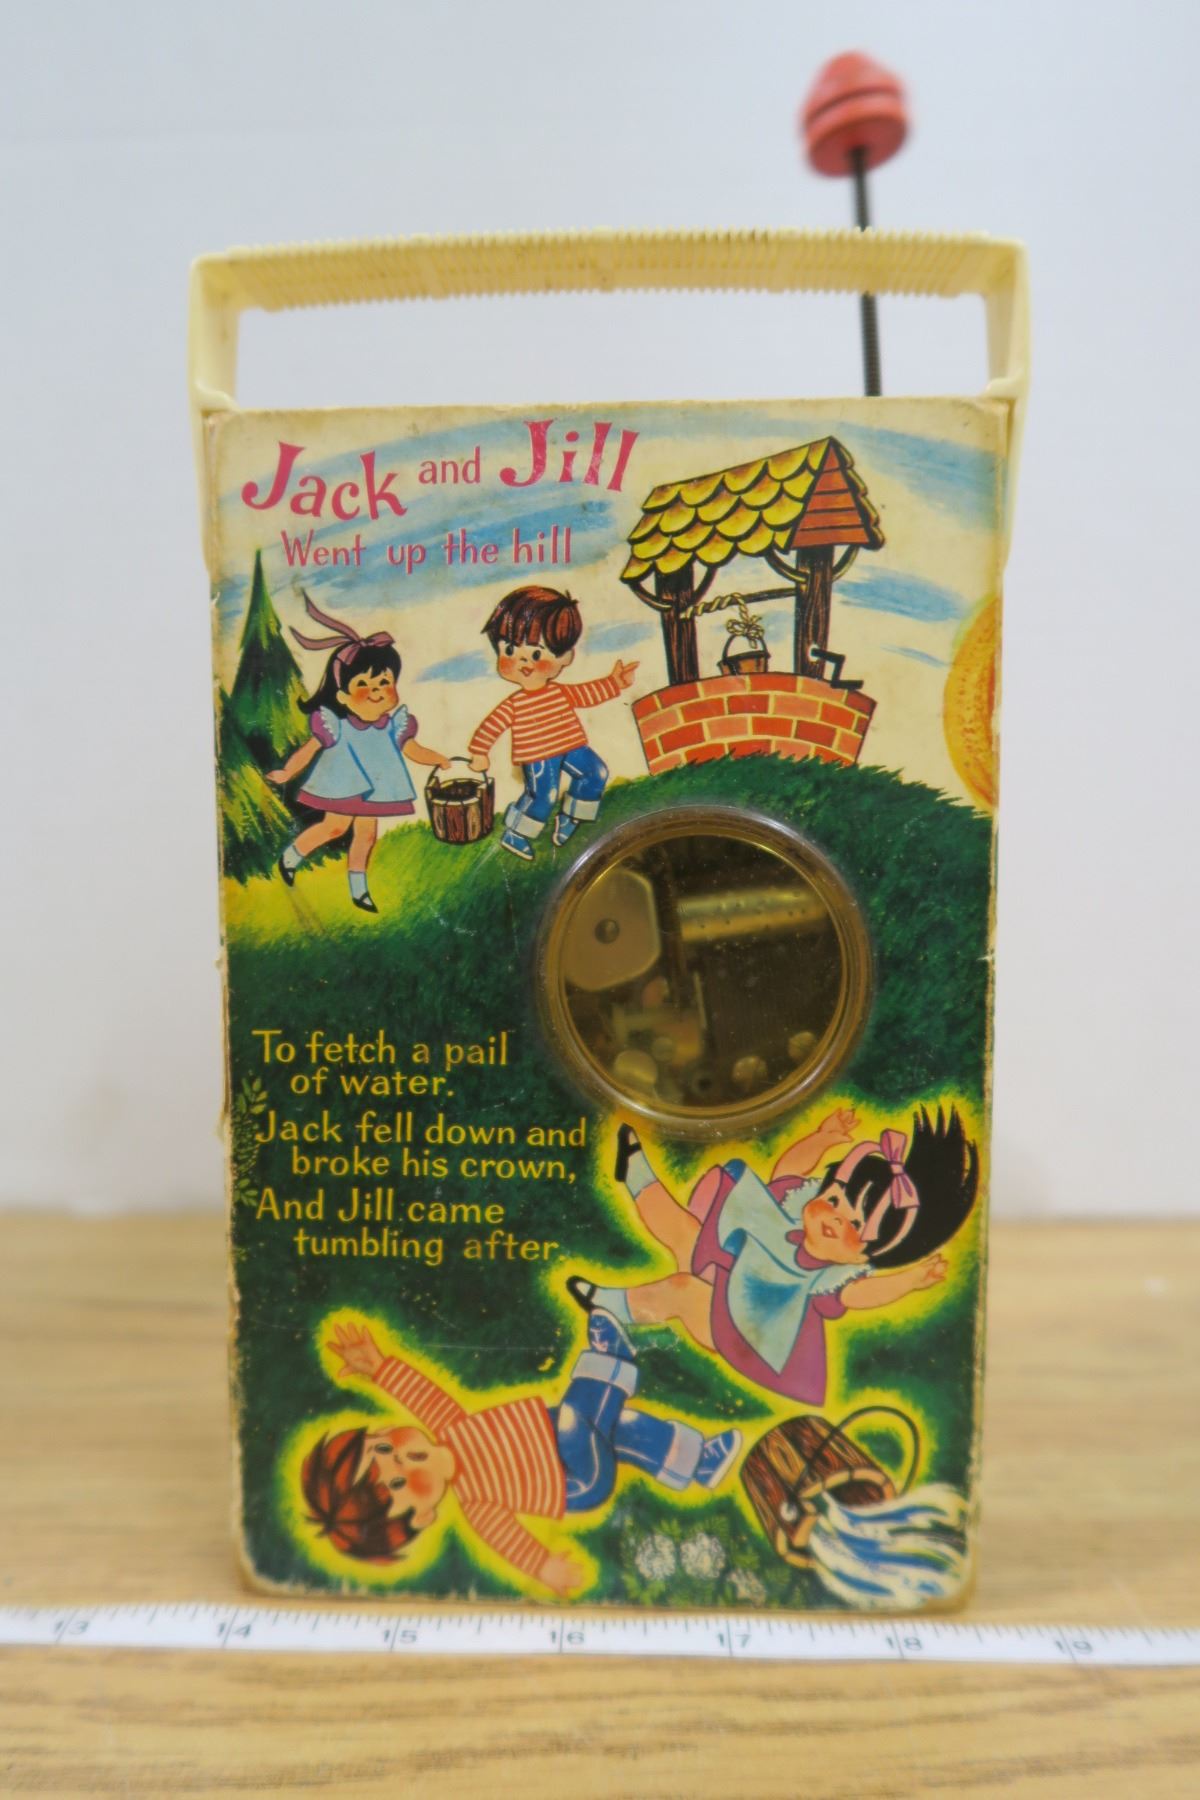 Jack and Jill
Went up the hill
To fetch a pail
of water.
Jack fell down and
broke his crown,
And Jill came
tumbling after.
13 14 15 16 17 18 19